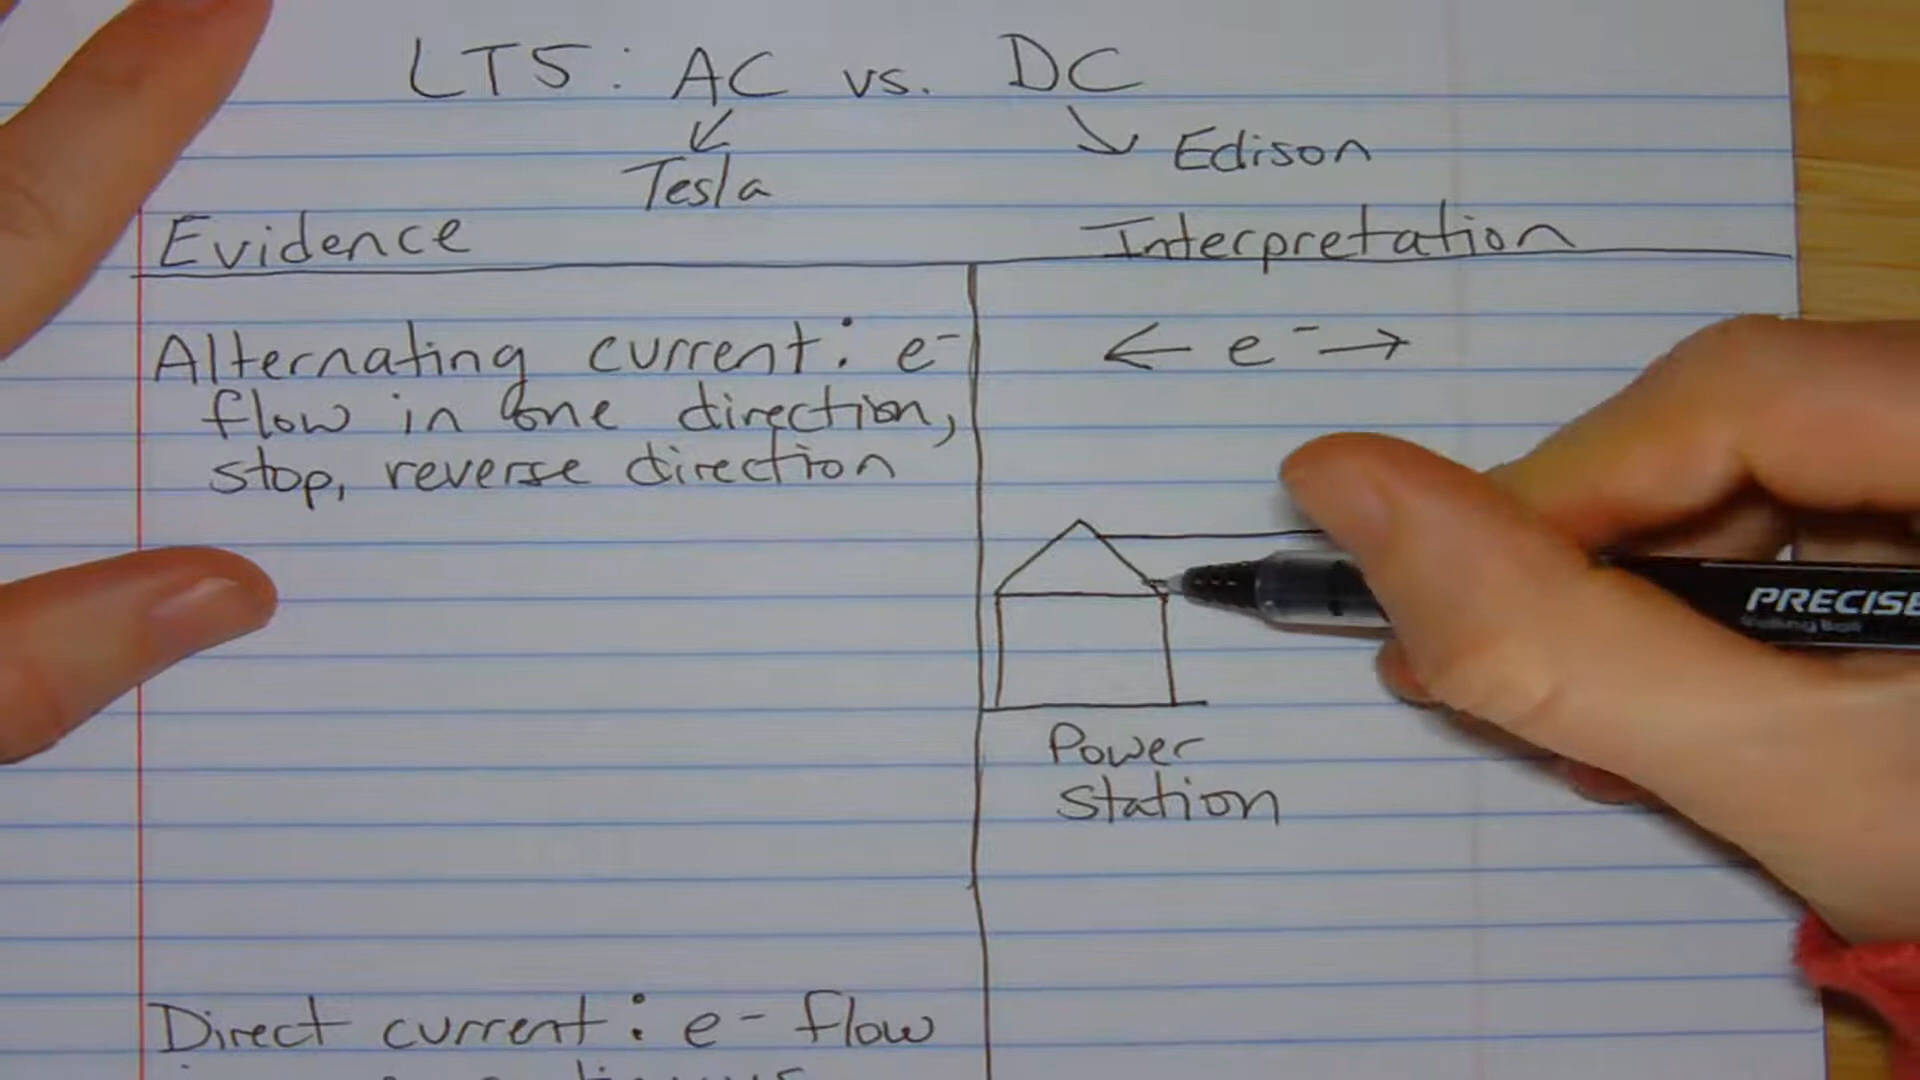 LT5: AC vs. DC
Tesla
Edison
Evidence
Interpretation
Alternating current: e-
flow in one direction,
stop, reverse direction
← e- →
Power
Station
PRECISE
Direct current: e- flow